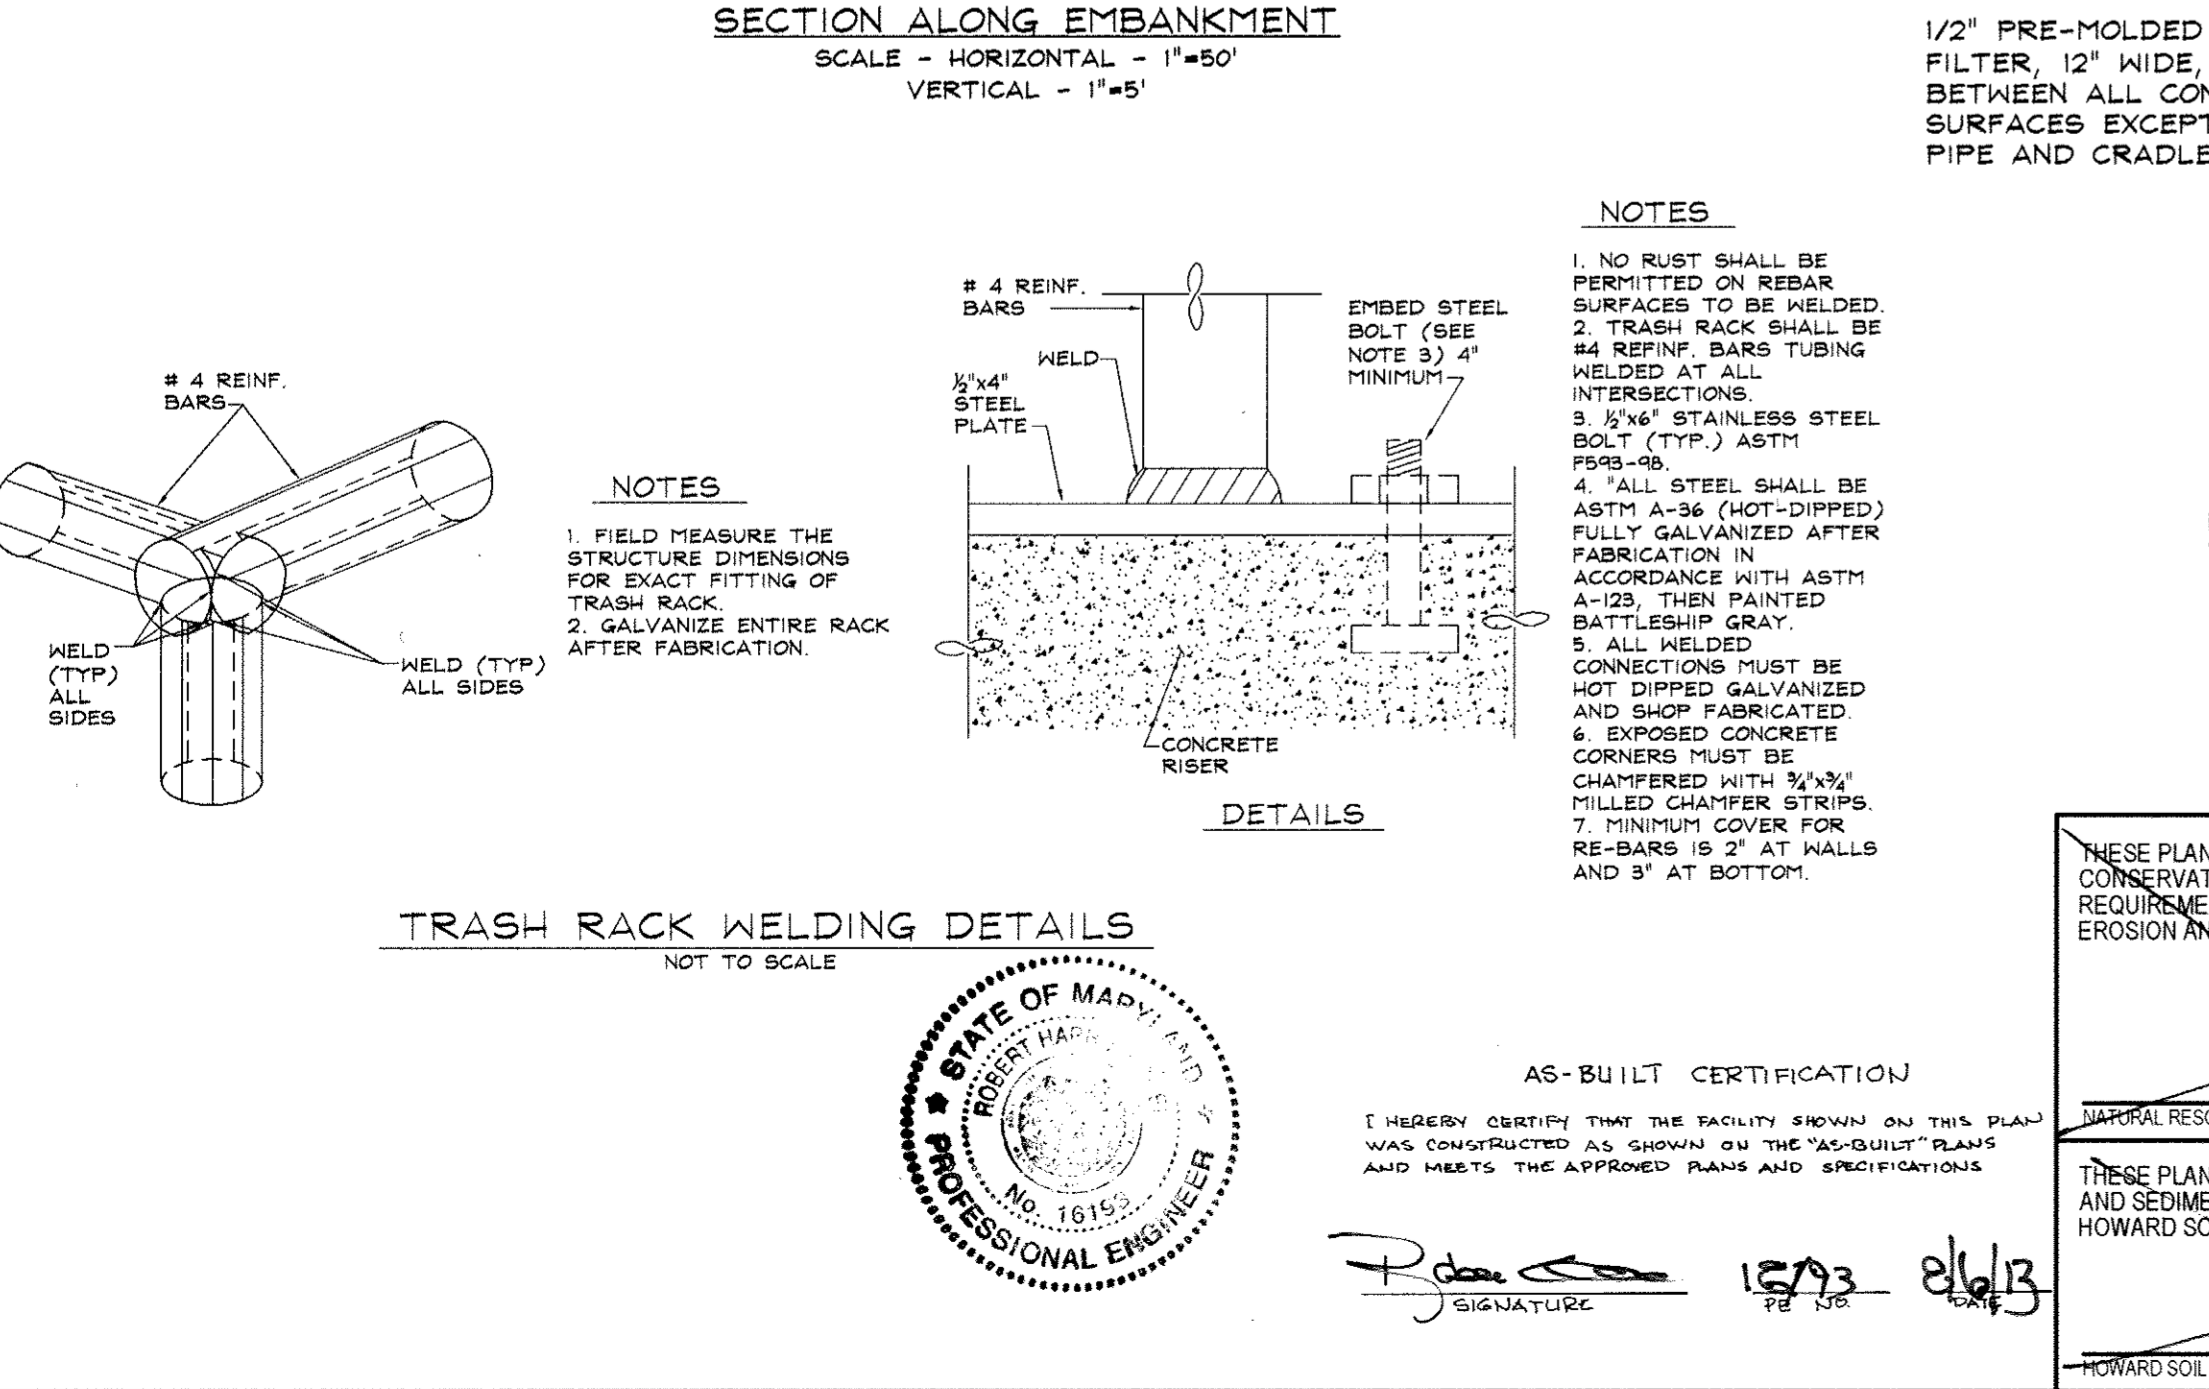 SECTION ALONG EMBANKMENT
SCALE - HORIZONTAL - 1"=50'
VERTICAL - 1"=5'
1/2" PRE-MOLDED
FILTER, 12" WIDE,
BETWEEN ALL CON
SURFACES EXCEPT
PIPE AND CRADLE
# 4 REINF.
BARS
WELD
(TYP)
ALL
SIDES
WELD (TYP)
ALL SIDES
NOTES
1. FIELD MEASURE THE
STRUCTURE DIMENSIONS
FOR EXACT FITTING OF
TRASH RACK.
2. GALVANIZE ENTIRE RACK
AFTER FABRICATION.
# 4 REINF.
BARS
WELD
½"x4"
STEEL
PLATE
EMBED STEEL
BOLT (SEE
NOTE 3) 4"
MINIMUM
CONCRETE
RISER
DETAILS
NOTES
1. NO RUST SHALL BE
PERMITTED ON REBAR
SURFACES TO BE WELDED.
2. TRASH RACK SHALL BE
#4 REFINF. BARS TUBING
WELDED AT ALL
INTERSECTIONS.
3. ½"x6" STAINLESS STEEL
BOLT (TYP.) ASTM
F593-98.
4. "ALL STEEL SHALL BE
ASTM A-36 (HOT-DIPPED)
FULLY GALVANIZED AFTER
FABRICATION IN
ACCORDANCE WITH ASTM
A-123, THEN PAINTED
BATTLESHIP GRAY.
5. ALL WELDED
CONNECTIONS MUST BE
HOT DIPPED GALVANIZED
AND SHOP FABRICATED.
6. EXPOSED CONCRETE
CORNERS MUST BE
CHAMFERED WITH ¾"x¾"
MILLED CHAMFER STRIPS.
7. MINIMUM COVER FOR
RE-BARS IS 2" AT WALLS
AND 3" AT BOTTOM.
TRASH RACK WELDING DETAILS
NOT TO SCALE
STATE OF MARYLAND
ROBERT
No. 16193
PROFESSIONAL ENGINEER
AS-BUILT CERTIFICATION
I HEREBY CERTIFY THAT THE FACILITY SHOWN ON THIS PLAN
WAS CONSTRUCTED AS SHOWN ON THE "AS-BUILT" PLANS
AND MEETS THE APPROVED PLANS AND SPECIFICATIONS
SIGNATURE
16193
PE NO.
8/6/13
DATE
THESE PLAN
CONSERVAT
REQUIREME
EROSION AN
NATURAL RESO
THESE PLAN
AND SEDIME
HOWARD SO
HOWARD SOIL